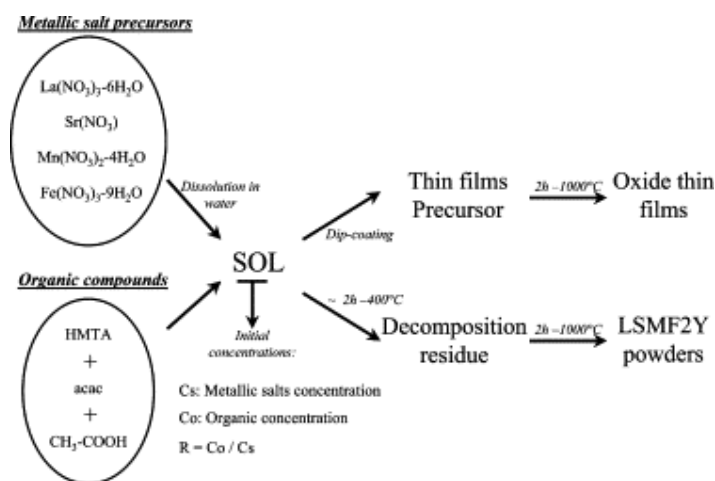 Metallic salt precursors
La(NO₃)₃-6H₂O
Sr(NO₃)
Mn(NO₃)₂-4H₂O
Fe(NO₃)₃-9H₂O
Dissolution in
water
Organic compounds
HMTA
+
acac
+
CH₃-COOH
SOL
Initial
concentrations:
Cs: Metallic salts concentration
Co: Organic concentration
R = Co / Cs
Dip-coating
Thin films
Precursor
2h –1000°C
Oxide thin
films
~ 2h –400°C
Decomposition
residue
2h –1000°C
LSMF2Y
powders